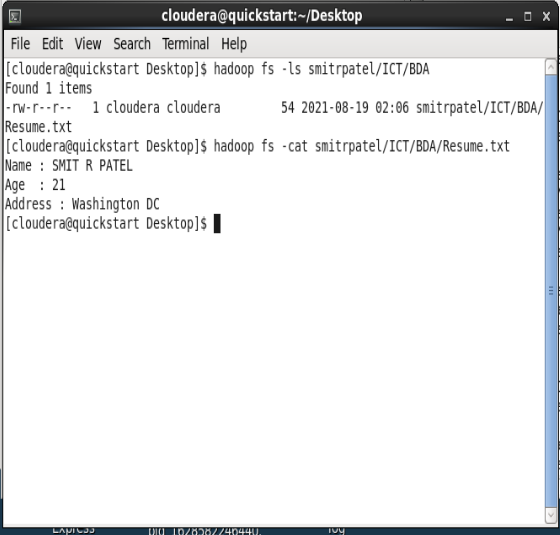 cloudera@quickstart:~/Desktop
File Edit View Search Terminal Help
[cloudera@quickstart Desktop]$ hadoop fs -ls smitrpatel/ICT/BDA
Found 1 items
-rw-r--r--   1 cloudera cloudera         54 2021-08-19 02:06 smitrpatel/ICT/BDA/
Resume.txt
[cloudera@quickstart Desktop]$ hadoop fs -cat smitrpatel/ICT/BDA/Resume.txt
Name : SMIT R PATEL
Age  : 21
Address : Washington DC
[cloudera@quickstart Desktop]$
Express pid_1628582246440. log